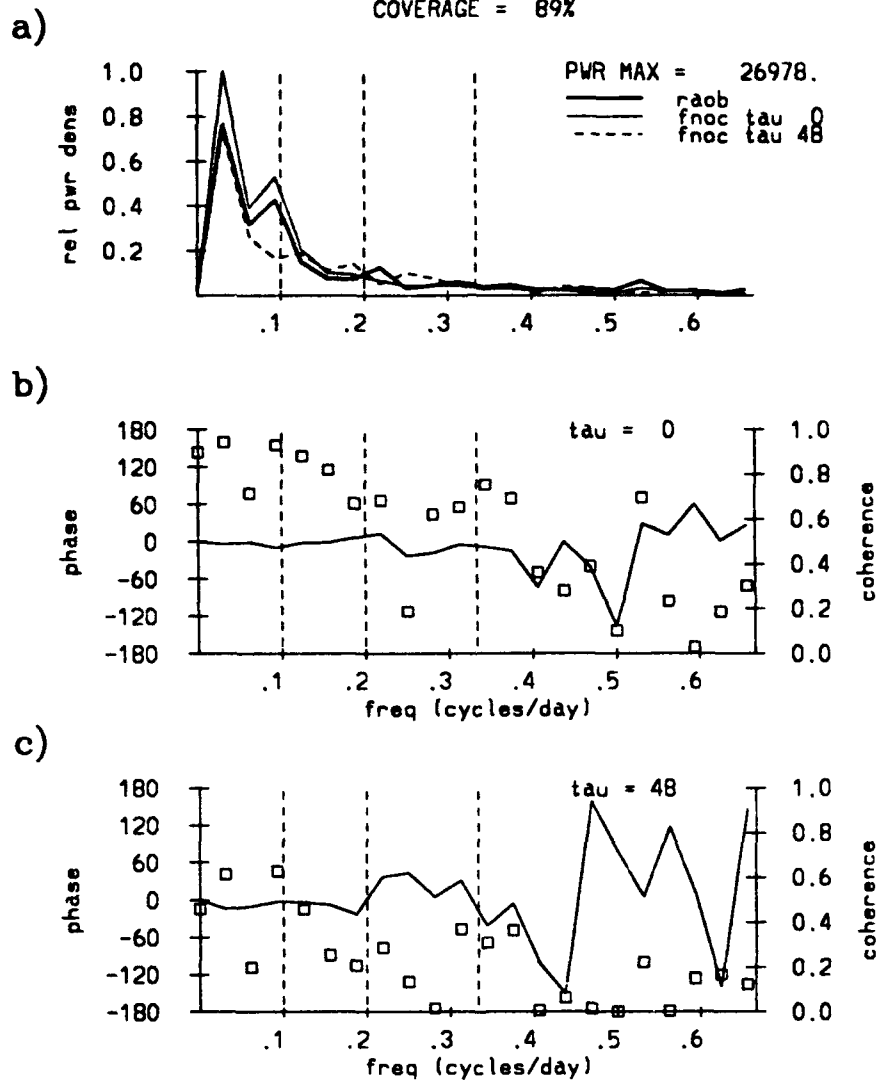 COVERAGE = 89%
a)
PWR MAX = 26978.
raob
fnoc tau 0
fnoc tau 48
rel pwr dens
1.0
0.8
0.6
0.4
0.2
.1 .2 .3 .4 .5 .6
b)
tau = 0
phase
180
120
60
0
-60
-120
-180
coherence
1.0
0.8
0.6
0.4
0.2
0.0
.1 .2 .3 .4 .5 .6
freq (cycles/day)
c)
tau = 48
phase
180
120
60
0
-60
-120
-180
coherence
1.0
0.8
0.6
0.4
0.2
0.0
.1 .2 .3 .4 .5 .6
freq (cycles/day)